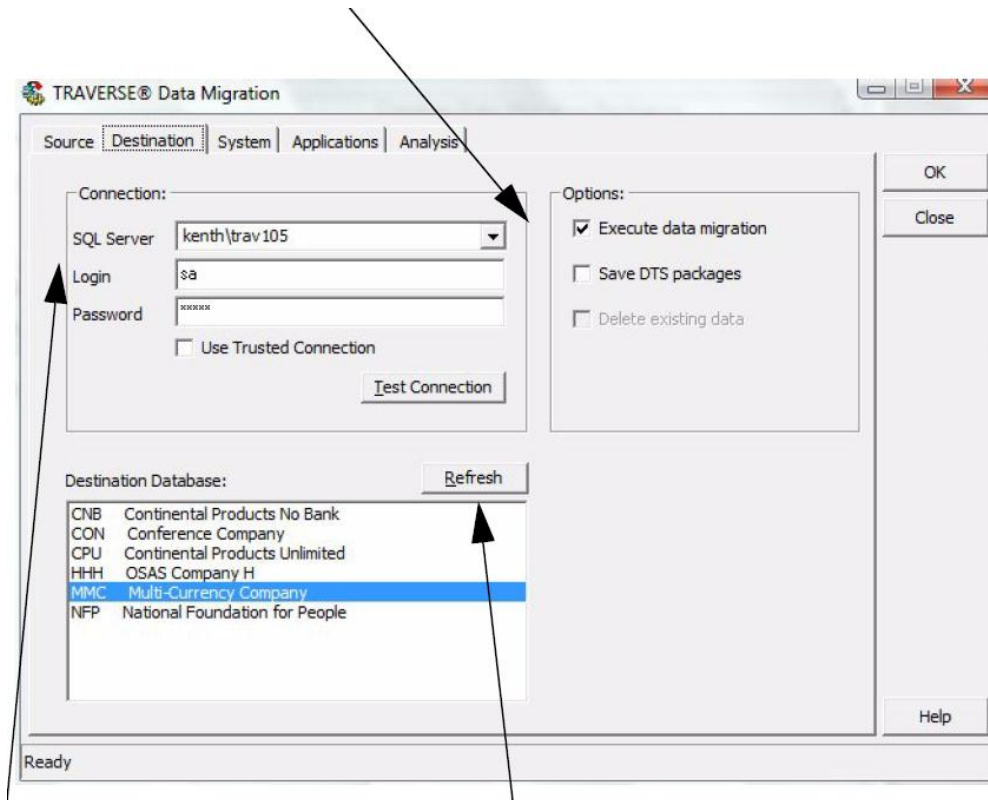 TRAVERSE® Data Migration
Source Destination System Applications Analysis
Connection:
SQL Server kenth\trav105
Login sa
Password xxxxx
Use Trusted Connection
Test Connection
Options:
Execute data migration
Save DTS packages
Delete existing data
OK
Close
Destination Database:
Refresh
CNB Continental Products No Bank
CON Conference Company
CPU Continental Products Unlimited
HHH OSAS Company H
MMC Multi-Currency Company
NFP National Foundation for People
Help
Ready